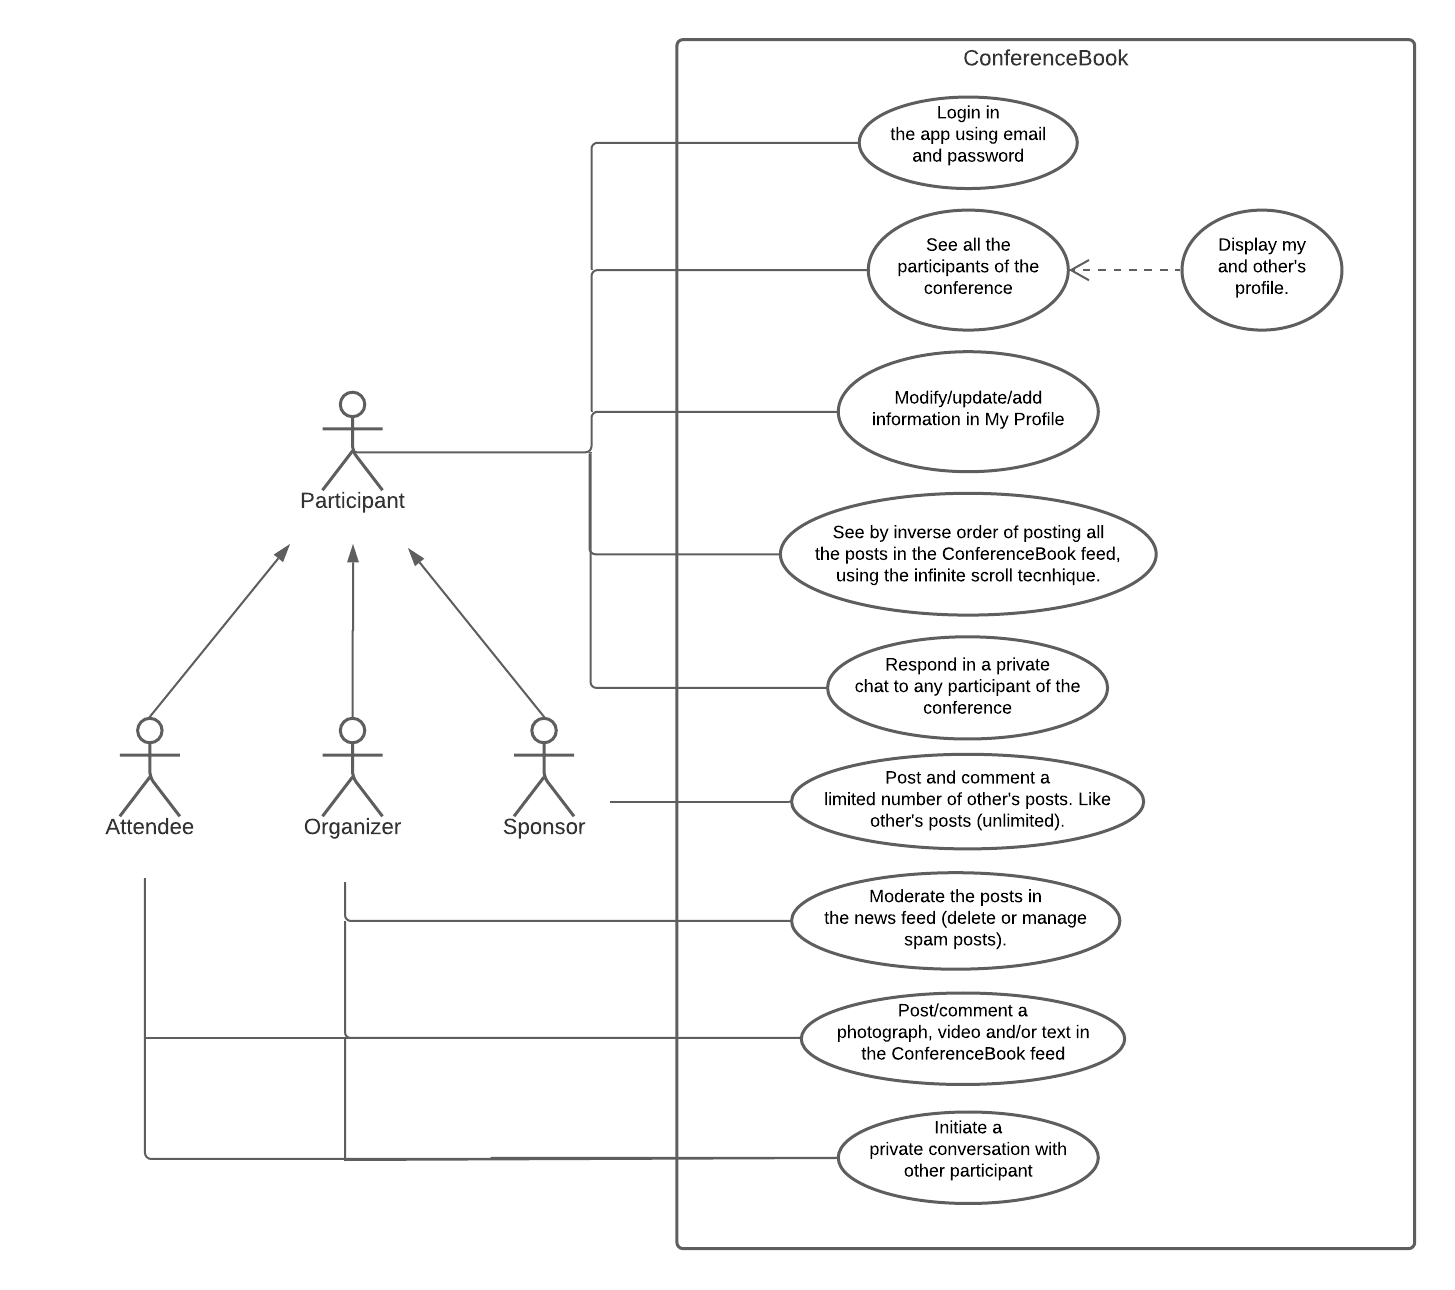 ConferenceBook
Login in
the app using email
and password
See all the
participants of the
conference
Display my
and other's
profile.
Modify/update/add
information in My Profile
Participant
See by inverse order of posting all
the posts in the ConferenceBook feed,
using the infinite scroll tecnhique.
Respond in a private
chat to any participant of the
conference
Attendee
Organizer
Sponsor
Post and comment a
limited number of other's posts. Like
other's posts (unlimited).
Moderate the posts in
the news feed (delete or manage
spam posts).
Post/comment a
photograph, video and/or text in
the ConferenceBook feed
Initiate a
private conversation with
other participant